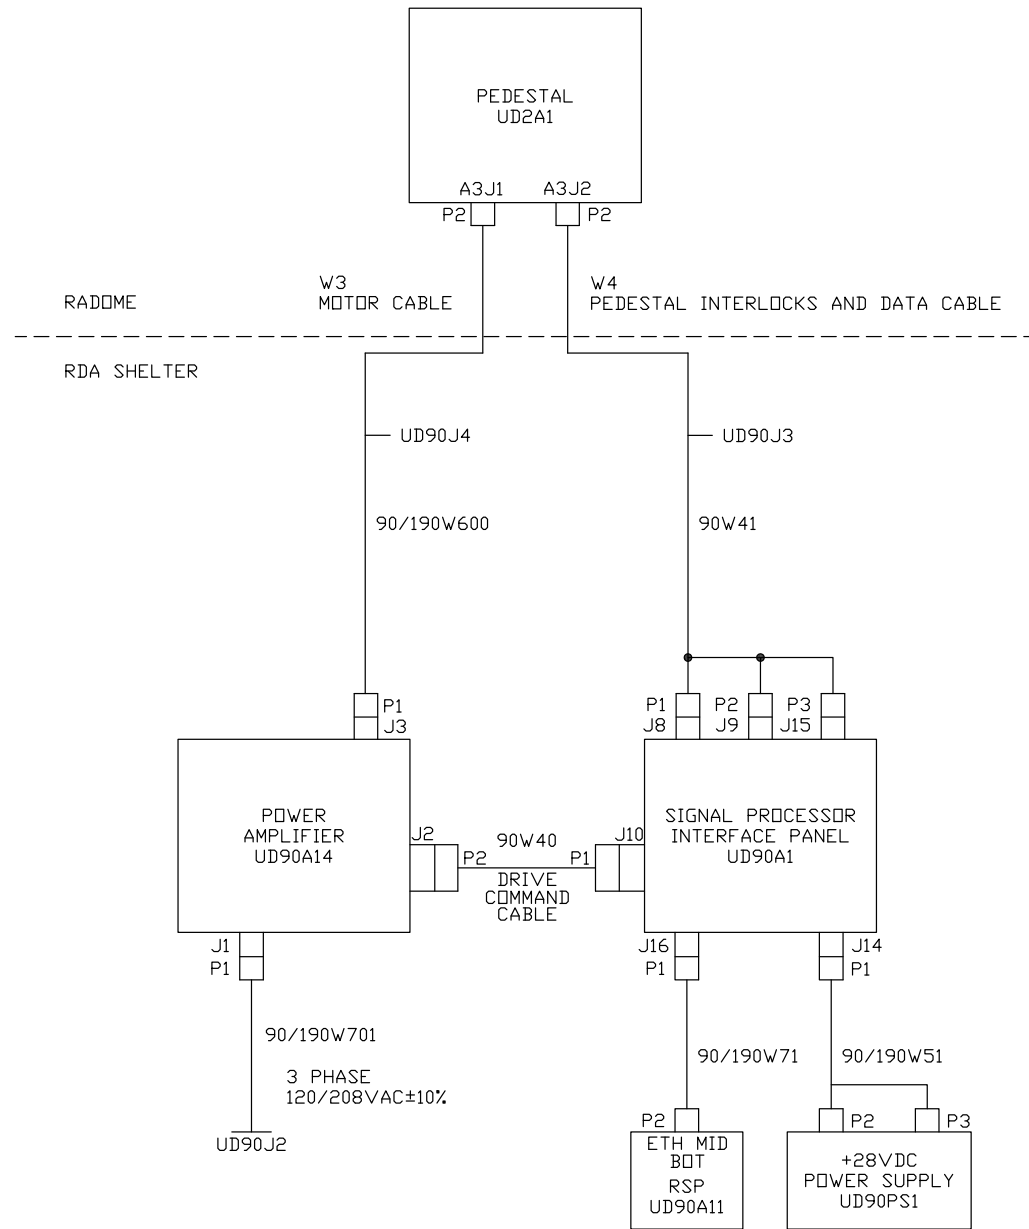 PEDESTAL
UD2A1
A3J1 A3J2
P2 P2
W3
MOTOR CABLE
W4
PEDESTAL INTERLOCKS AND DATA CABLE
RADOME
RDA SHELTER
UD90J4
UD90J3
90/190W600
90W41
P1
J3
P1 P2 P3
J8 J9 J15
POWER
AMPLIFIER
UD90A14
J2
P2
90W40
DRIVE
COMMAND
CABLE
P1
J10
SIGNAL PROCESSOR
INTERFACE PANEL
UD90A1
J1
P1
J16
P1
J14
P1
90/190W701
3 PHASE
120/208VAC±10%
UD90J2
90/190W71
90/190W51
P2
ETH MID
BOT
RSP
UD90A11
P2 P3
+28VDC
POWER SUPPLY
UD90PS1